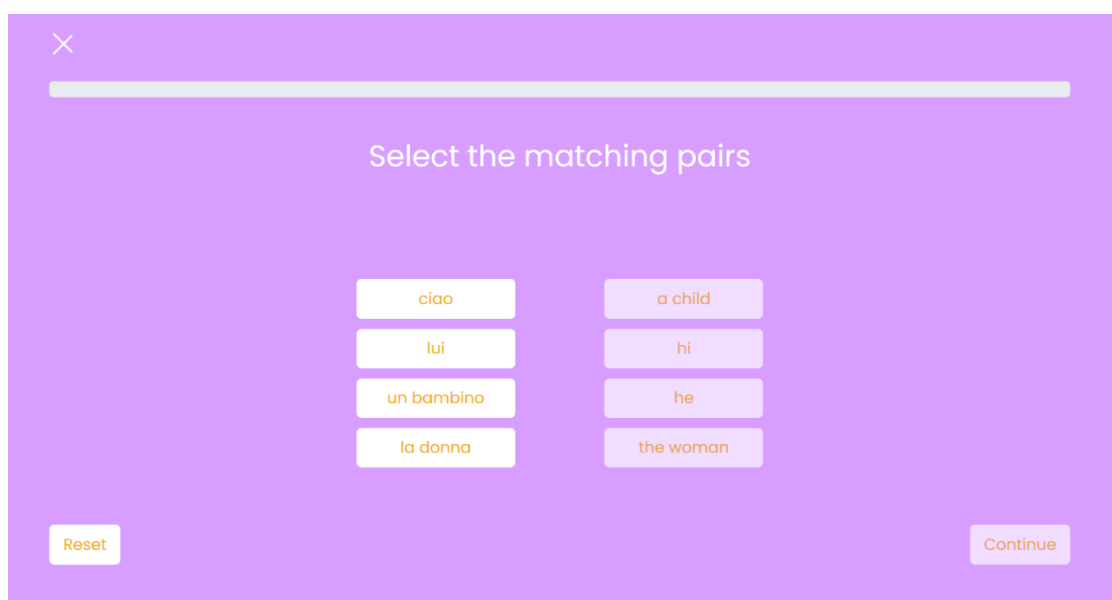 Select the matching pairs
ciao
a child
lui
hi
un bambino
he
la donna
the woman
Reset
Continue